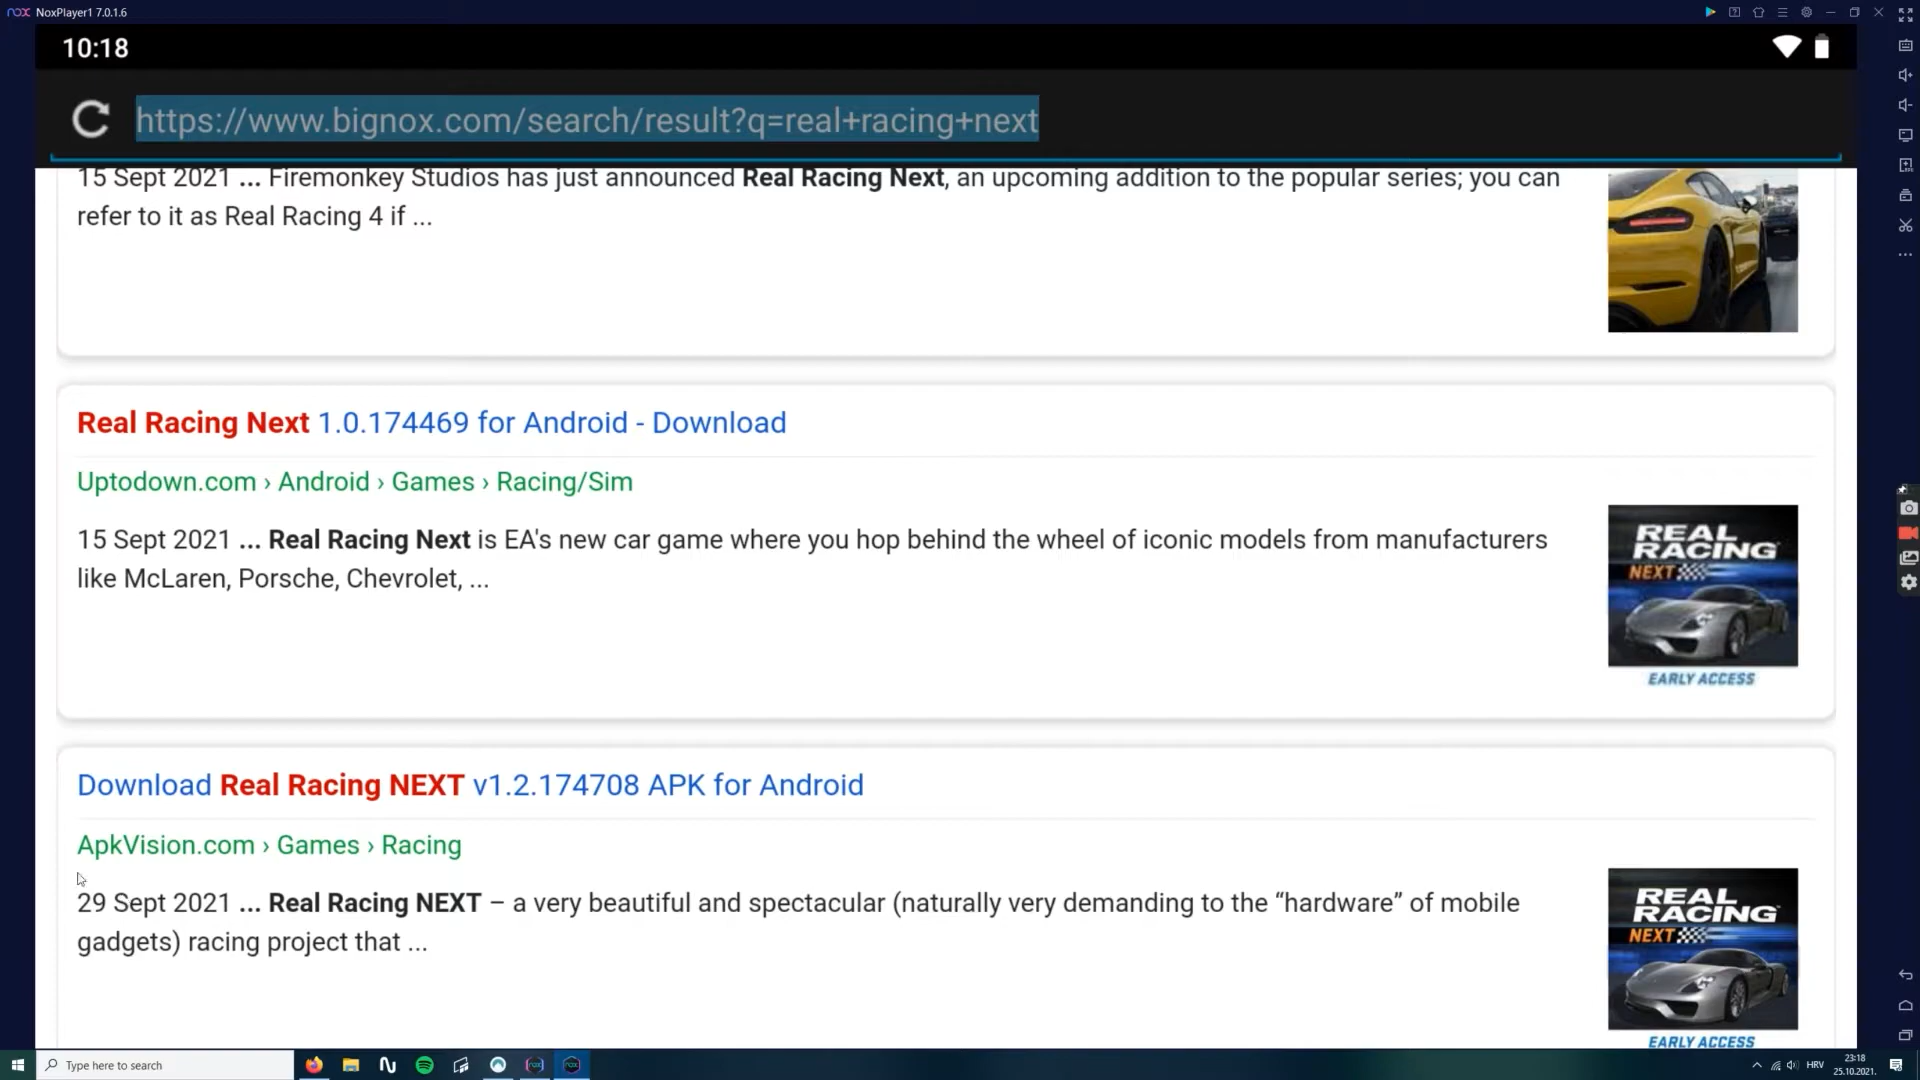 nox NoxPlayer1 7.0.1.6
10:18
https://www.bignox.com/search/result?q=real+racing+next
15 Sept 2021 ... Firemonkey Studios has just announced Real Racing Next, an upcoming addition to the popular series; you can
refer to it as Real Racing 4 if ...
Real Racing Next 1.0.174469 for Android - Download
Uptodown.com › Android › Games › Racing/Sim
15 Sept 2021 ... Real Racing Next is EA's new car game where you hop behind the wheel of iconic models from manufacturers
like McLaren, Porsche, Chevrolet, ...
REAL
RACING
NEXT
EARLY ACCESS
Download Real Racing NEXT v1.2.174708 APK for Android
ApkVision.com › Games › Racing
29 Sept 2021 ... Real Racing NEXT – a very beautiful and spectacular (naturally very demanding to the “hardware” of mobile
gadgets) racing project that ...
REAL
RACING
NEXT
EARLY ACCESS
Type here to search
nox
nox
HRV
23:18
25.10.2021.